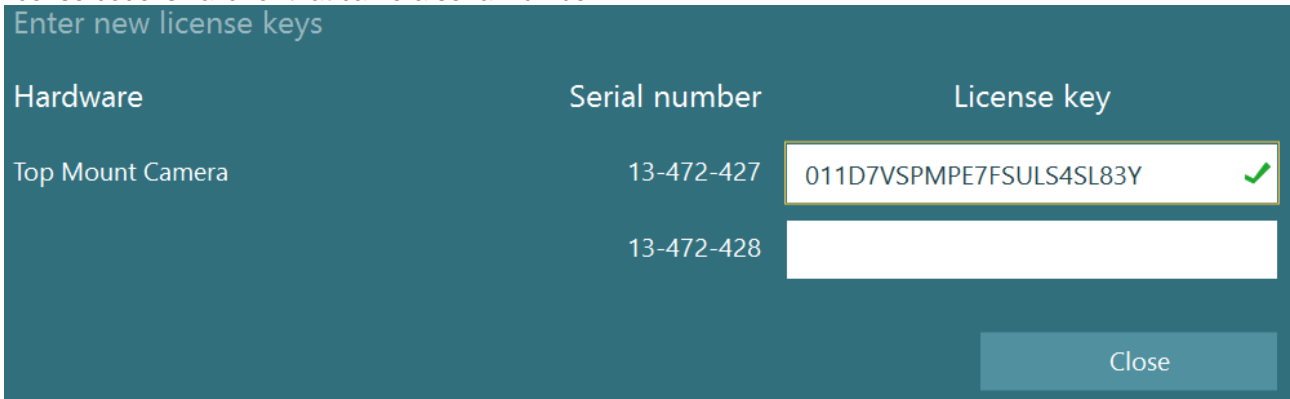 Enter new license keys
Hardware Serial number License key
Top Mount Camera 13-472-427 011D7VSPMPE7FSULS4SL83Y
13-472-428
Close